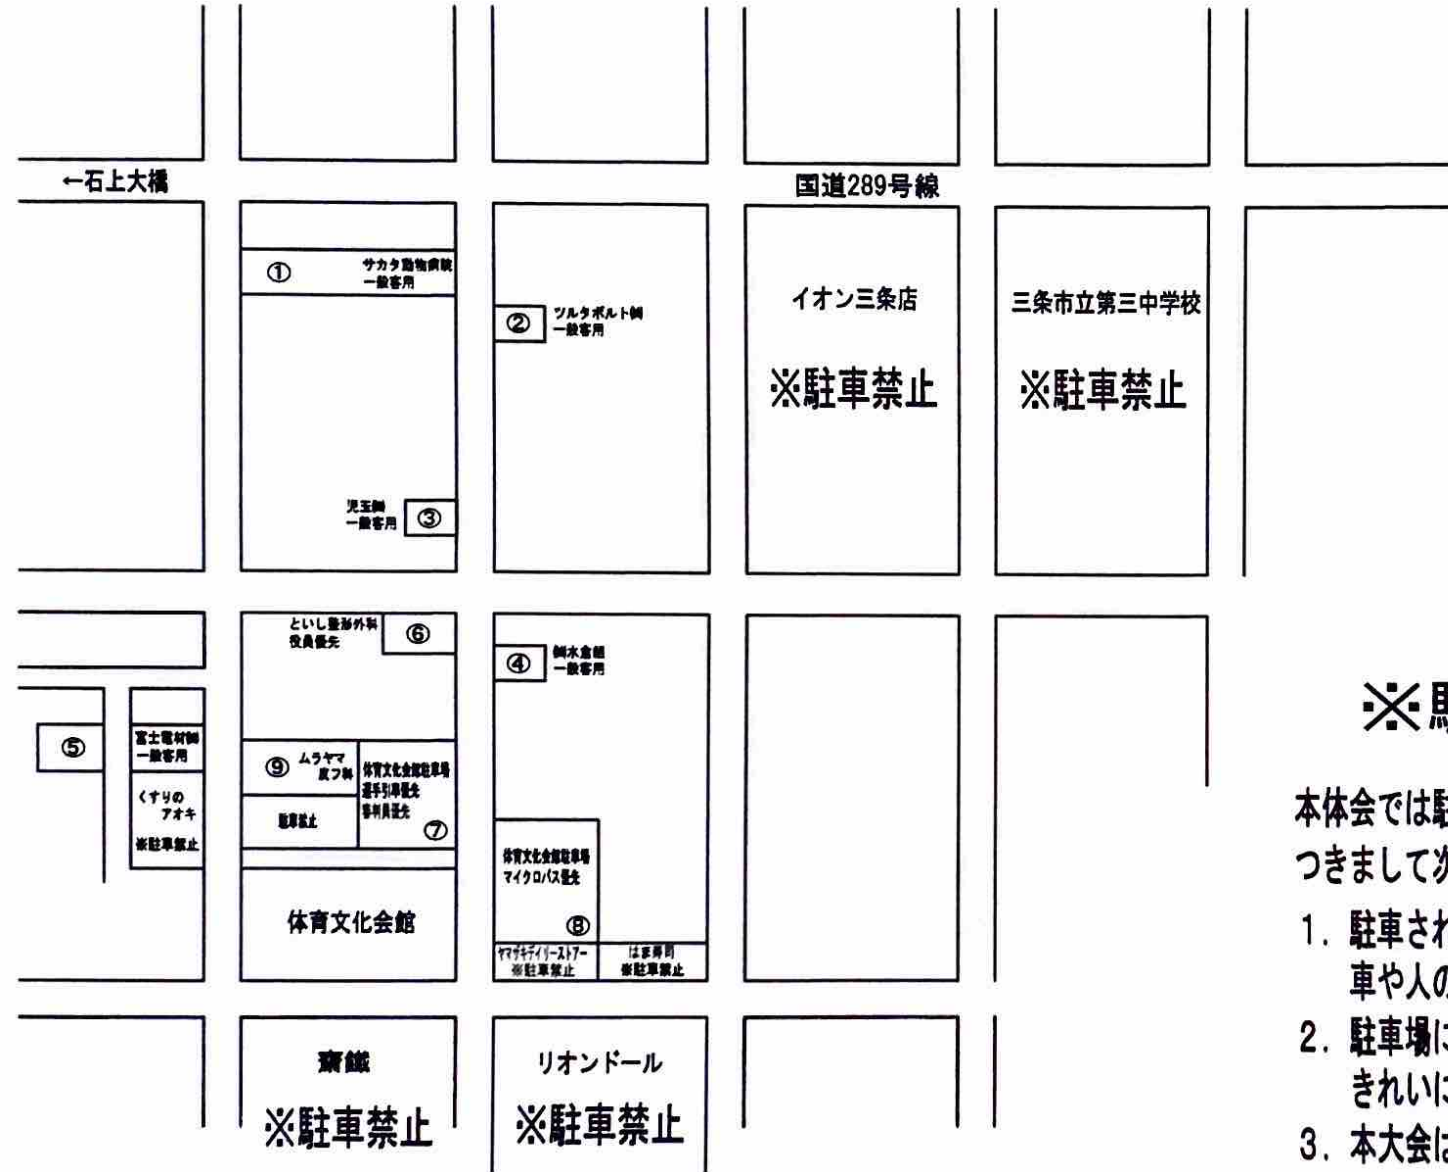 ←石上大橋
国道289号線
①
サカタ動物病院
一般客用
②
ツルタボルト㈱
一般客用
イオン三条店
※駐車禁止
三条市立第三中学校
※駐車禁止
児玉㈱
一般客用
③
といし整形外科
役員優先
⑥
④
㈱木倉組
一般客用
⑤
富士電材㈱
一般客用
くすりの
アオキ
※駐車禁止
⑨
ムラヤマ
皮フ科
駐車禁止
体育文化会館駐車場
選手引率優先
審判員優先
⑦
体育文化会館駐車場
マイクロバス優先
⑧
体育文化会館
ヤマザキデイリーストアー
※駐車禁止
はま寿司
※駐車禁止
齋鐵
※駐車禁止
リオンドール
※駐車禁止
※駐
本体会では駐
つきまして次
1. 駐車され
車や人の
2. 駐車場に
きれいに
3. 本大会は